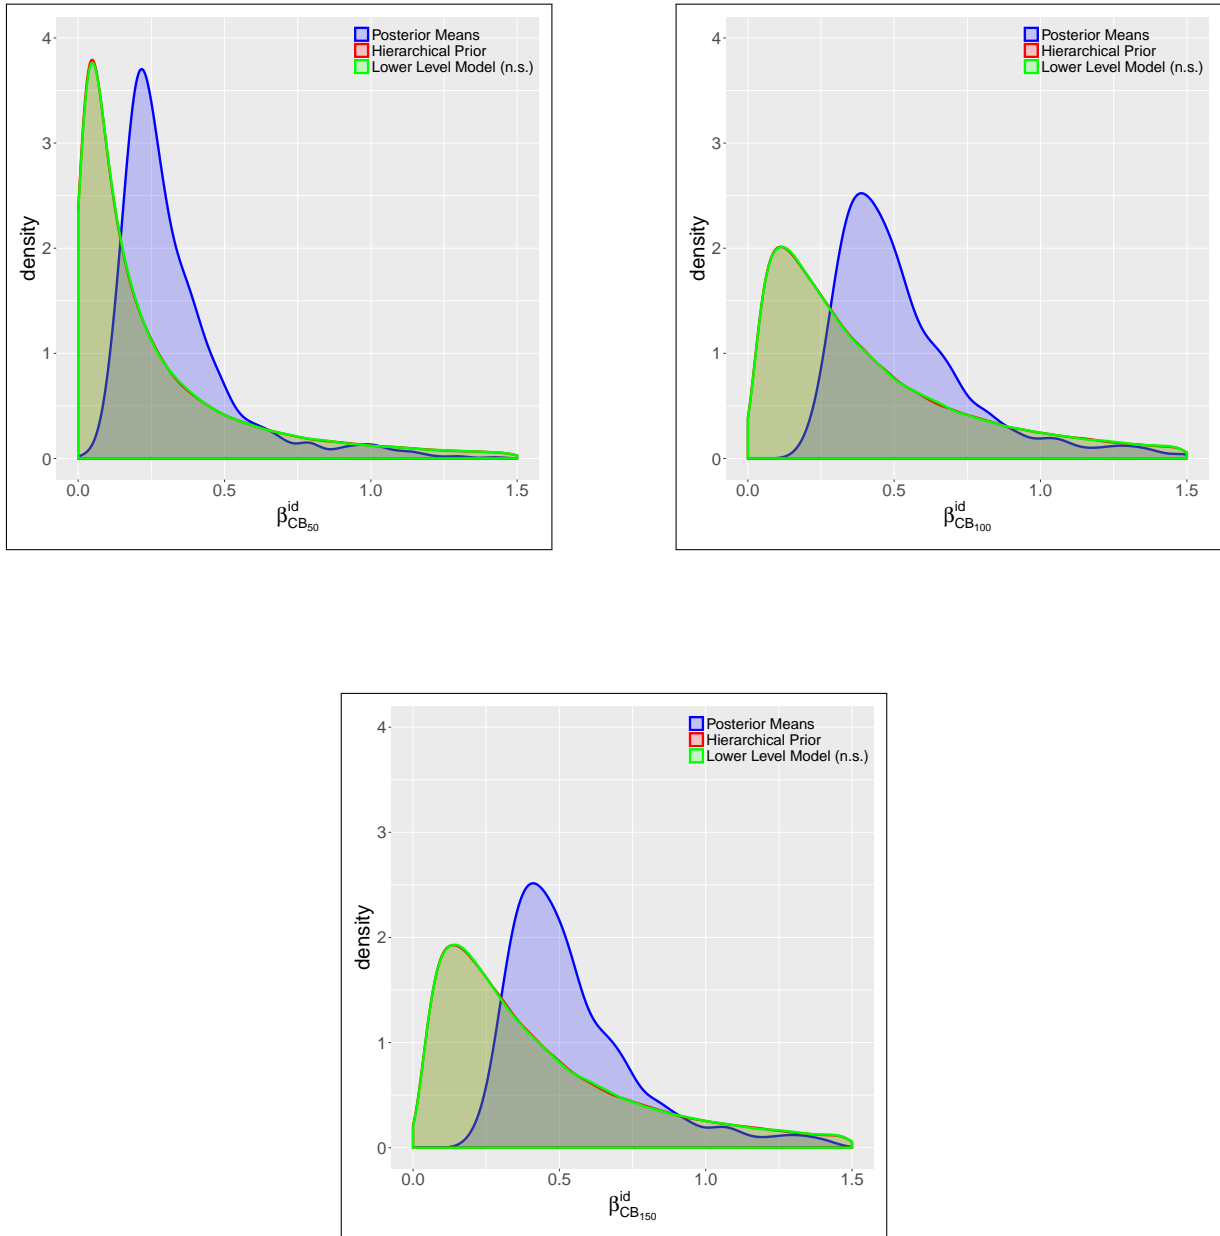 Posterior Means
Hierarchical Prior
Lower Level Model (n.s.)
4
3
2
1
0
density
0.0 0.5 1.0 1.5
β^id_CB_50
Posterior Means
Hierarchical Prior
Lower Level Model (n.s.)
4
3
2
1
0
density
0.0 0.5 1.0 1.5
β^id_CB_100
Posterior Means
Hierarchical Prior
Lower Level Model (n.s.)
4
3
2
1
0
density
0.0 0.5 1.0 1.5
β^id_CB_150